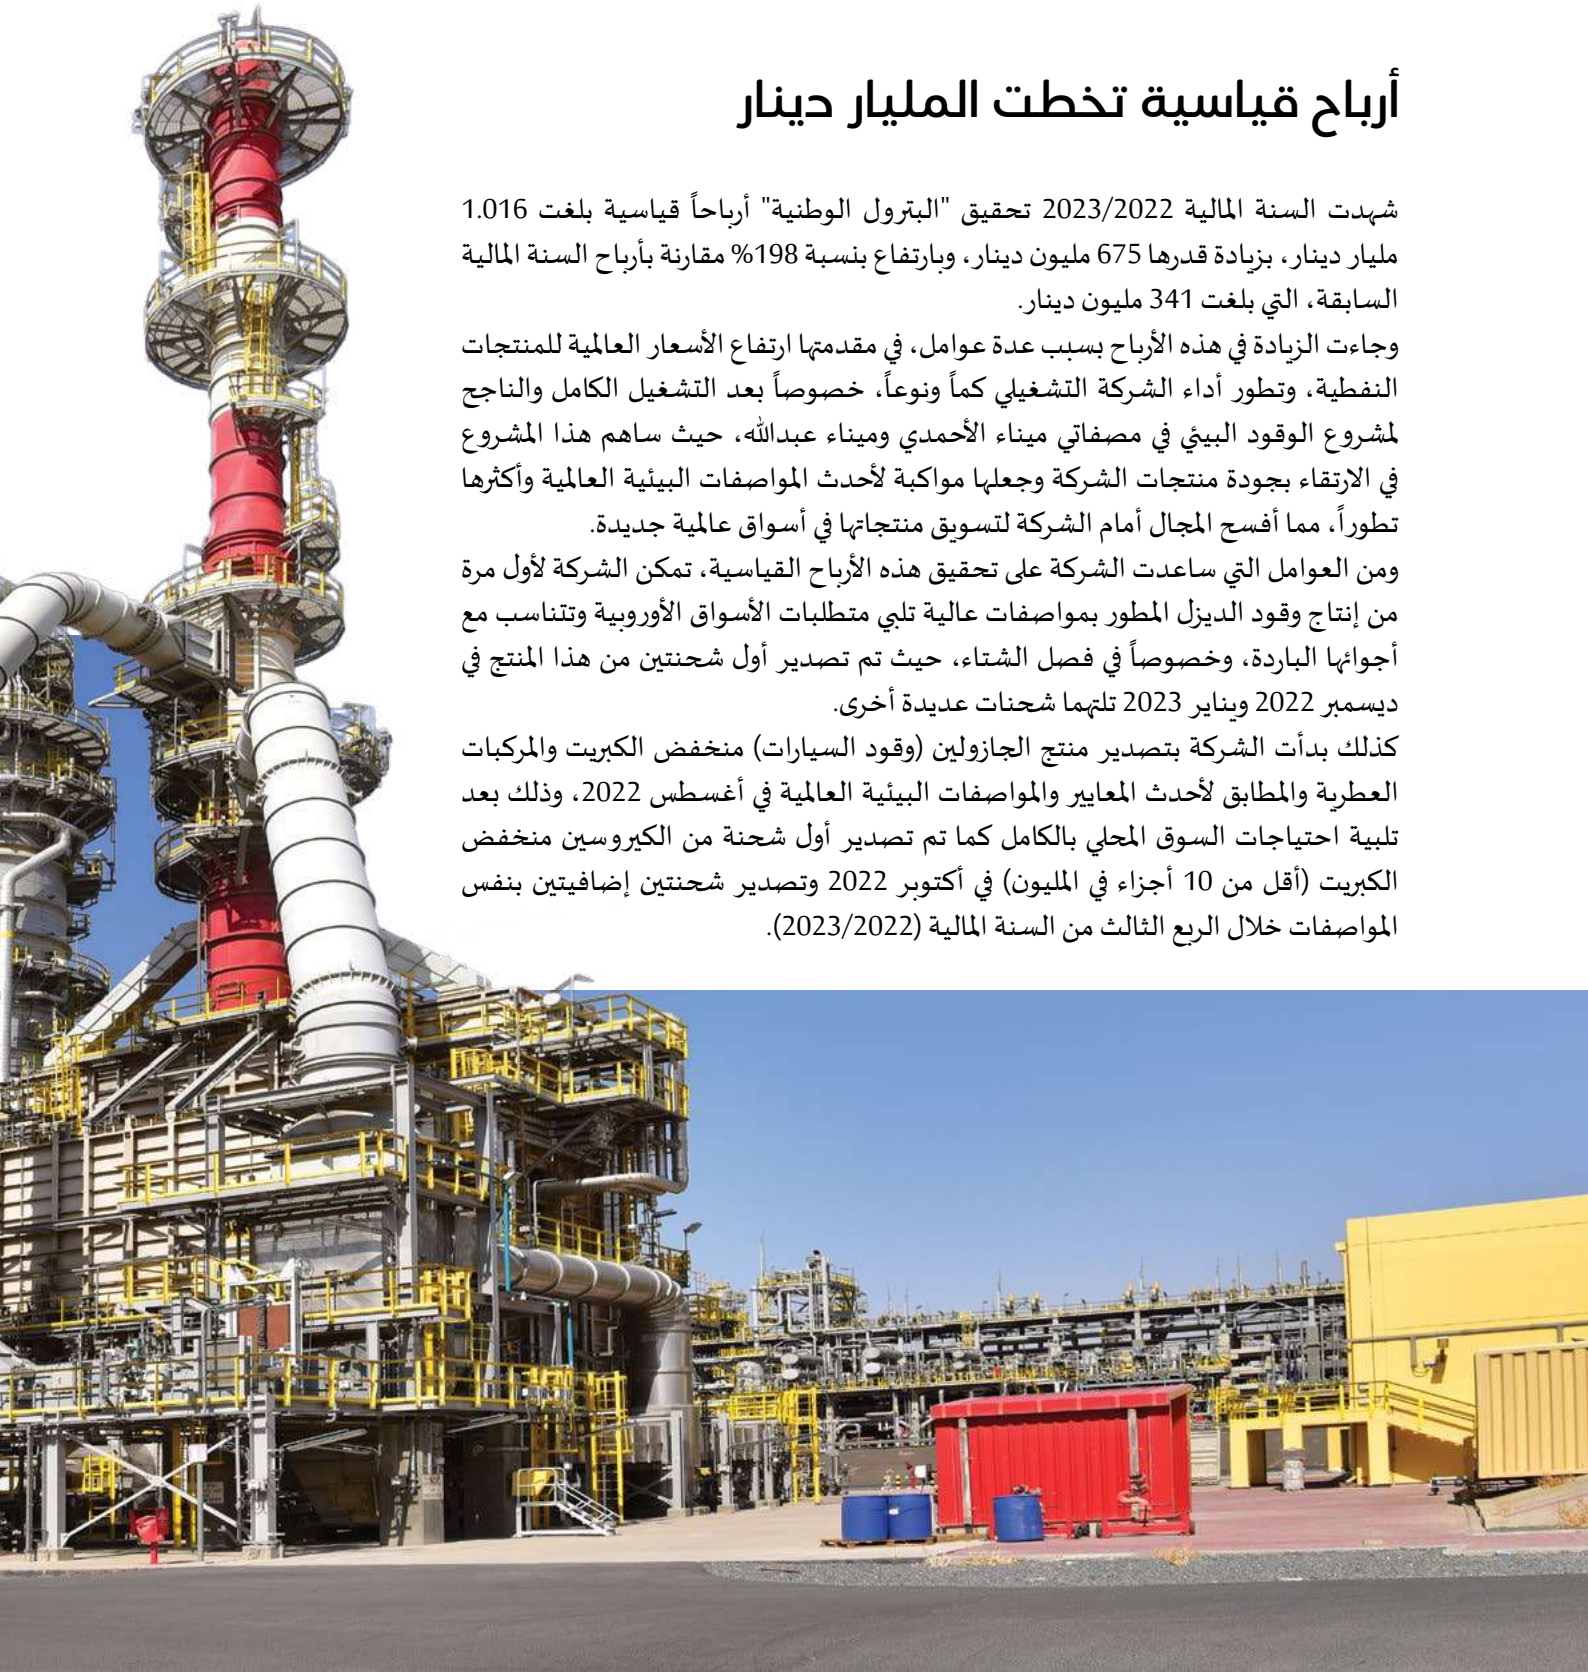 أرباح قياسية تخطت المليار دينار
شهدت السنة المالية 2023/2022 تحقيق "البترول الوطنية" أرباحاً قياسية بلغت 1.016
مليار دينار، بزيادة قدرها 675 مليون دينار، وبارتفاع بنسبة 198% مقارنة بأرباح السنة المالية
السابقة، التي بلغت 341 مليون دينار.
وجاءت الزيادة في هذه الأرباح بسبب عدة عوامل، في مقدمتها ارتفاع الأسعار العالمية للمنتجات
النفطية، وتطور أداء الشركة التشغيلي كماً ونوعاً، خصوصاً بعد التشغيل الكامل والناجح
لمشروع الوقود البيئي في مصفاتي ميناء الأحمدي وميناء عبدالله، حيث ساهم هذا المشروع
في الارتقاء بجودة منتجات الشركة وجعلها مواكبة لأحدث المواصفات البيئية العالمية وأكثرها
تطوراً، مما أفسح المجال أمام الشركة لتسويق منتجاتها في أسواق عالمية جديدة.
ومن العوامل التي ساعدت الشركة على تحقيق هذه الأرباح القياسية، تمكن الشركة لأول مرة
من إنتاج وقود الديزل المطور بمواصفات عالية تلبي متطلبات الأسواق الأوروبية وتتناسب مع
أجوائها الباردة، وخصوصاً في فصل الشتاء، حيث تم تصدير أول شحنتين من هذا المنتج في
ديسمبر 2022 ويناير 2023 تلتهما شحنات عديدة أخرى.
كذلك بدأت الشركة بتصدير منتج الجازولين (وقود السيارات) منخفض الكبريت والمركبات
العطرية والمطابق لأحدث المعايير والمواصفات البيئية العالمية في أغسطس 2022، وذلك بعد
تلبية احتياجات السوق المحلي بالكامل كما تم تصدير أول شحنة من الكيروسين منخفض
الكبريت (أقل من 10 أجزاء في المليون) في أكتوبر 2022 وتصدير شحنتين إضافيتين بنفس
المواصفات خلال الربع الثالث من السنة المالية (2023/2022).